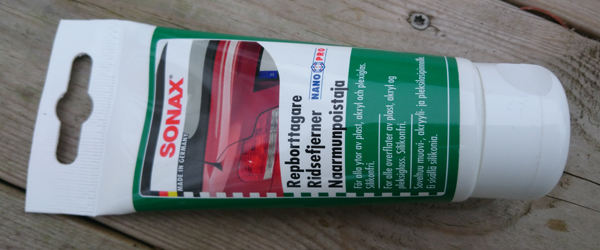 SONAX
MADE IN GERMANY
NANO PRO
Repborttagare
Ridsefjerner
Naarmunpoistaja
För alla ytor av plast, akryl och plexiglas.
Silikonfri.
For alle overflater av plast, akryl og
pleksiglass. Silikonfri.
Soveltuu muovi-, akryyli- ja pleksilasipinnoille.
Ei sisällä silikonia.